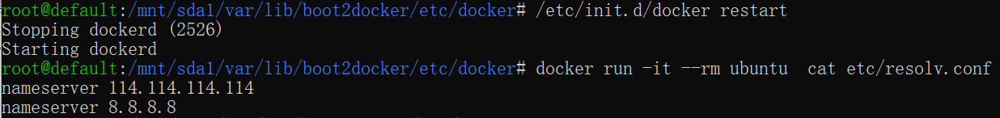 root@default:/mnt/sda1/var/lib/boot2docker/etc/docker# /etc/init.d/docker restart
Stopping dockerd (2526)
Starting dockerd
root@default:/mnt/sda1/var/lib/boot2docker/etc/docker# docker run -it --rm ubuntu  cat etc/resolv.conf
nameserver 114.114.114.114
nameserver 8.8.8.8